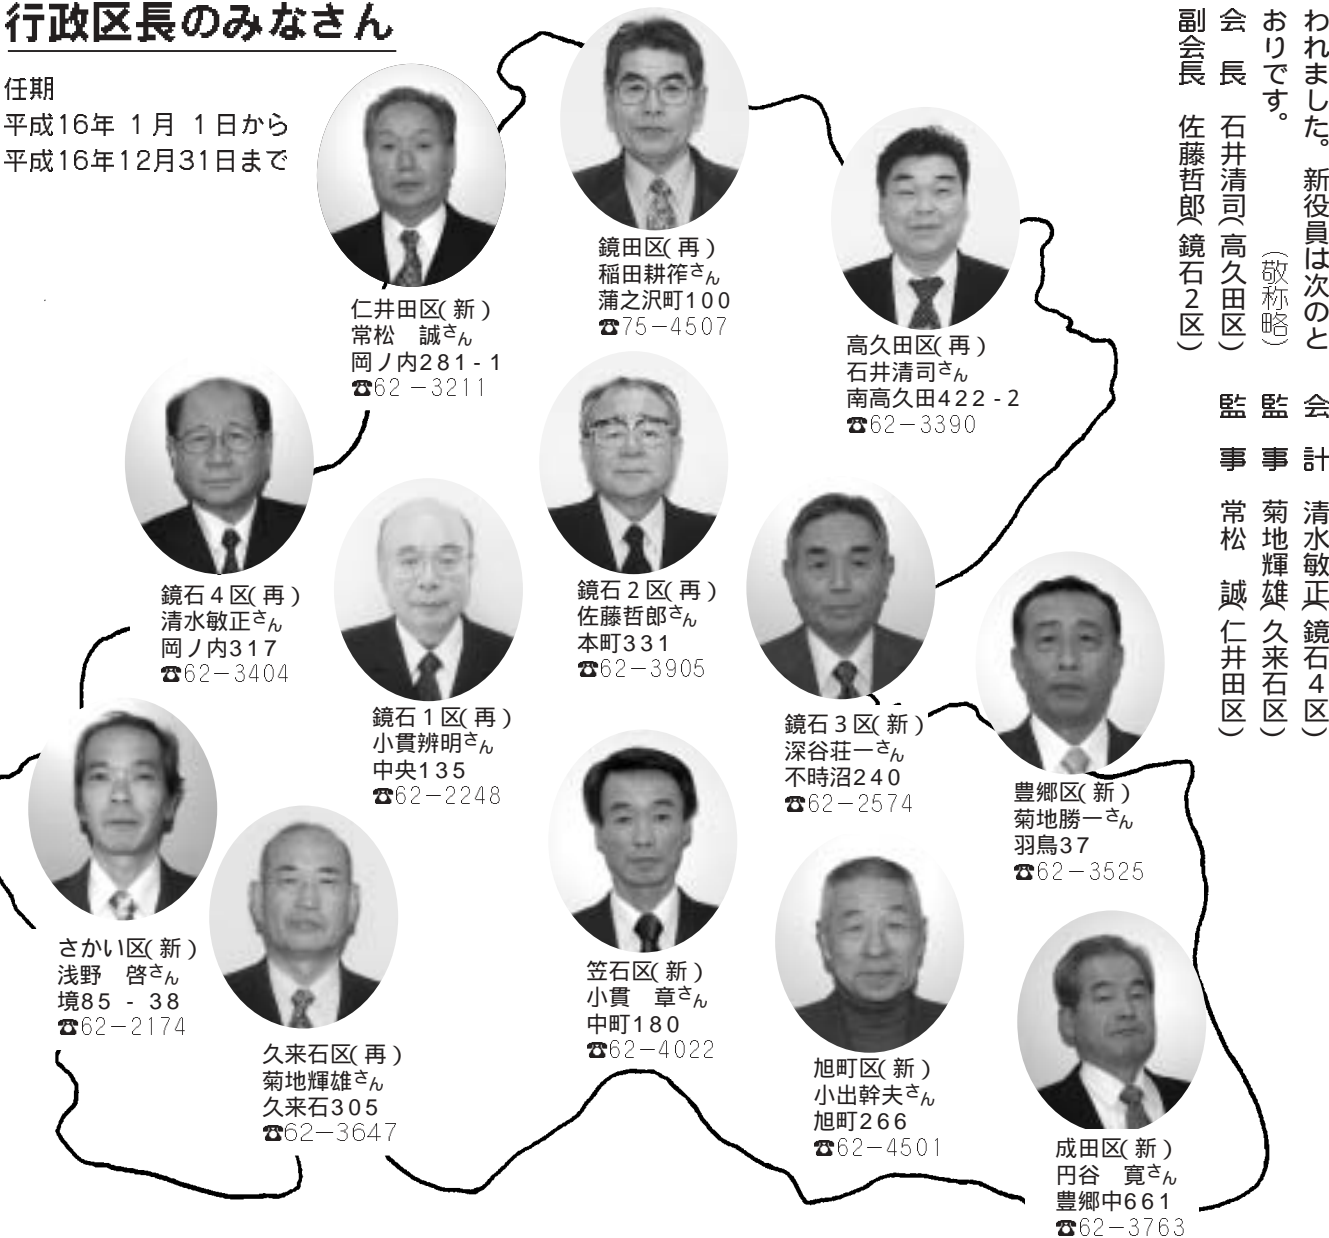 行政区長のみなさん
任期
平成16年 1月 1日から
平成16年12月31日まで
われました。新役員は次のと
おりです。　　(敬称略)
会　長　石井清司(高久田区)
副会長　佐藤哲郎(鏡石2区)
会　計　清水敏正(鏡石4区)
監　事　菊地輝雄(久来石区)
監　事　常松　誠(仁井田区)
仁井田区(新)
常松　誠さん
岡ノ内281-1
☎62-3211
鏡田区(再)
稲田耕筰さん
蒲之沢町100
☎75-4507
高久田区(再)
石井清司さん
南高久田422-2
☎62-3390
鏡石4区(再)
清水敏正さん
岡ノ内317
☎62-3404
鏡石1区(再)
小貫辨明さん
中央135
☎62-2248
鏡石2区(再)
佐藤哲郎さん
本町331
☎62-3905
鏡石3区(新)
深谷荘一さん
不時沼240
☎62-2574
豊郷区(新)
菊地勝一さん
羽鳥37
☎62-3525
さかい区(新)
浅野　啓さん
境85-38
☎62-2174
久来石区(再)
菊地輝雄さん
久来石305
☎62-3647
笠石区(新)
小貫　章さん
中町180
☎62-4022
旭町区(新)
小出幹夫さん
旭町266
☎62-4501
成田区(新)
円谷　寛さん
豊郷中661
☎62-3763